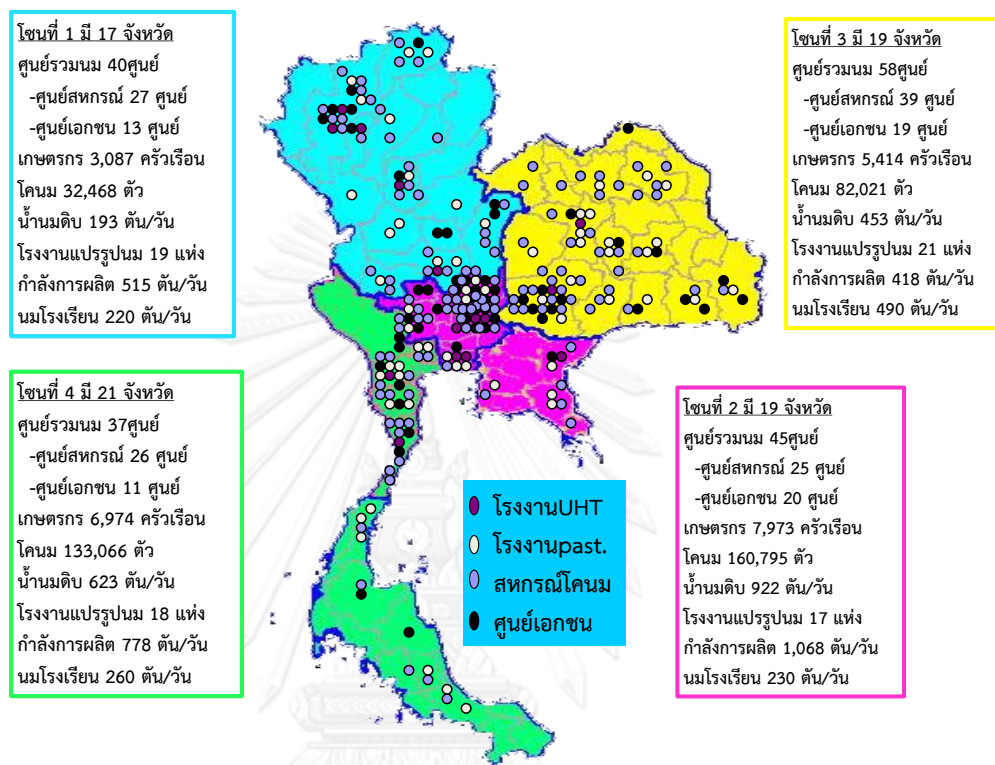 โซนที่ 1 มี 17 จังหวัด
ศูนย์รวมนม 40ศูนย์
-ศูนย์สหกรณ์ 27 ศูนย์
-ศูนย์เอกชน 13 ศูนย์
เกษตรกร 3,087 ครัวเรือน
โคนม 32,468 ตัว
น้ำนมดิบ 193 ตัน/วัน
โรงงานแปรรูปนม 19 แห่ง
กำลังการผลิต 515 ตัน/วัน
นมโรงเรียน 220 ตัน/วัน
โซนที่ 3 มี 19 จังหวัด
ศูนย์รวมนม 58ศูนย์
-ศูนย์สหกรณ์ 39 ศูนย์
-ศูนย์เอกชน 19 ศูนย์
เกษตรกร 5,414 ครัวเรือน
โคนม 82,021 ตัว
น้ำนมดิบ 453 ตัน/วัน
โรงงานแปรรูปนม 21 แห่ง
กำลังการผลิต 418 ตัน/วัน
นมโรงเรียน 490 ตัน/วัน
โซนที่ 4 มี 21 จังหวัด
ศูนย์รวมนม 37ศูนย์
-ศูนย์สหกรณ์ 26 ศูนย์
-ศูนย์เอกชน 11 ศูนย์
เกษตรกร 6,974 ครัวเรือน
โคนม 133,066 ตัว
น้ำนมดิบ 623 ตัน/วัน
โรงงานแปรรูปนม 18 แห่ง
กำลังการผลิต 778 ตัน/วัน
นมโรงเรียน 260 ตัน/วัน
โซนที่ 2 มี 19 จังหวัด
ศูนย์รวมนม 45ศูนย์
-ศูนย์สหกรณ์ 25 ศูนย์
-ศูนย์เอกชน 20 ศูนย์
เกษตรกร 7,973 ครัวเรือน
โคนม 160,795 ตัว
น้ำนมดิบ 922 ตัน/วัน
โรงงานแปรรูปนม 17 แห่ง
กำลังการผลิต 1,068 ตัน/วัน
นมโรงเรียน 230 ตัน/วัน
โรงงานUHT
โรงงานpast.
สหกรณ์โคนม
ศูนย์เอกชน